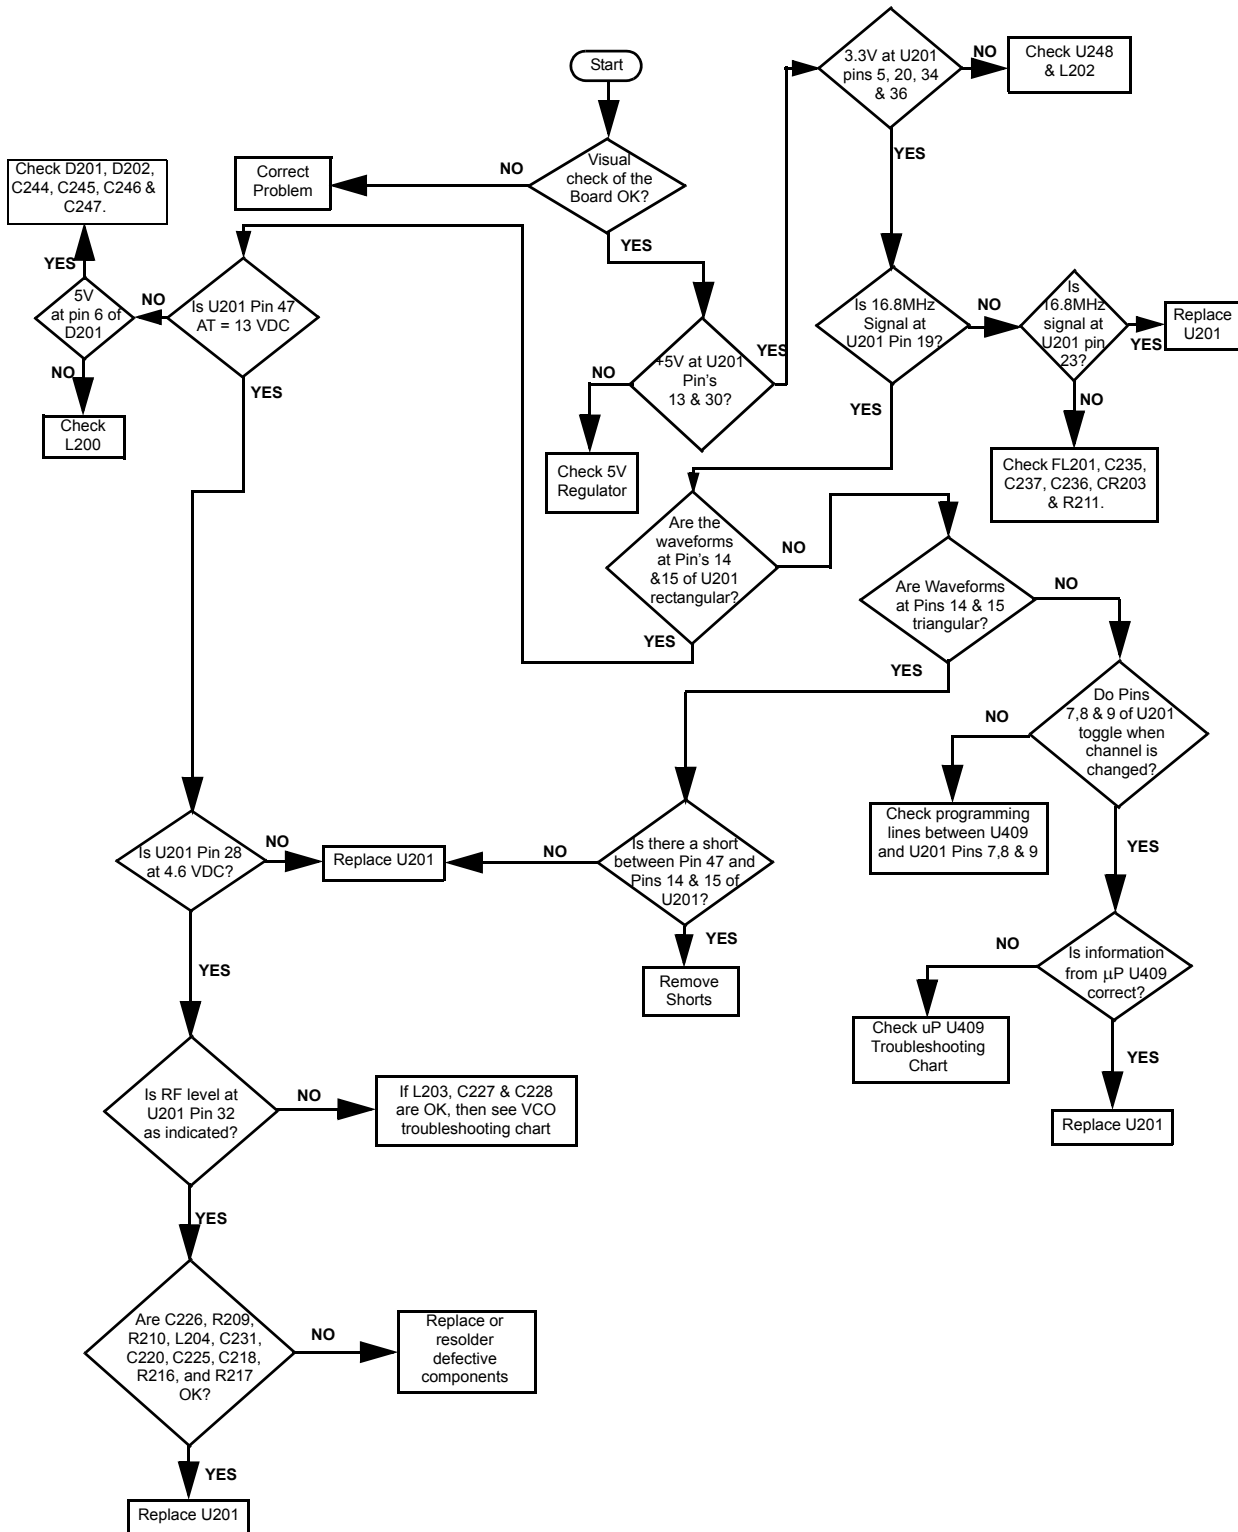 Start
Visual
check of the
Board OK?
NO
Correct
Problem
YES
+5V at U201
Pin's
13 & 30?
NO
Check 5V
Regulator
YES
3.3V at U201
pins 5, 20, 34
& 36
NO
Check U248
& L202
YES
Is 16.8MHz
Signal at
U201 Pin 19?
NO
Is
16.8MHz
signal at
U201 pin
23?
YES
Replace
U201
NO
Check FL201, C235,
C237, C236, CR203
& R211.
YES
Are the
waveforms
at Pin's 14
&15 of U201
rectangular?
NO
Are Waveforms
at Pins 14 & 15
triangular?
NO
Do Pins
7,8 & 9 of U201
toggle when
channel is
changed?
NO
Check programming
lines between U409
and U201 Pins 7,8 & 9
YES
Is information
from μP U409
correct?
NO
Check uP U409
Troubleshooting
Chart
YES
Replace U201
YES
Is there a short
between Pin 47 and
Pins 14 & 15 of
U201?
NO
Replace U201
YES
Remove
Shorts
YES
Is U201 Pin 47
AT = 13 VDC
NO
5V
at pin 6 of
D201
YES
Check D201, D202,
C244, C245, C246 &
C247.
NO
Check
L200
YES
Is U201 Pin 28
at 4.6 VDC?
NO
YES
Is RF level at
U201 Pin 32
as indicated?
NO
If L203, C227 & C228
are OK, then see VCO
troubleshooting chart
YES
Are C226, R209,
R210, L204, C231,
C220, C225, C218,
R216, and R217
OK?
NO
Replace or
resolder
defective
components
YES
Replace U201